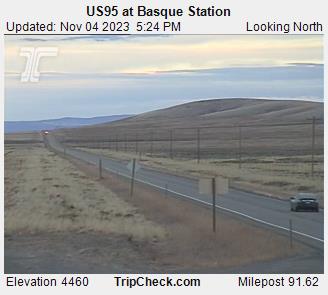 US95 at Basque Station
Updated: Nov 04 2023 5:24 PM Looking North
Elevation 4460 TripCheck.com Milepost 91.62